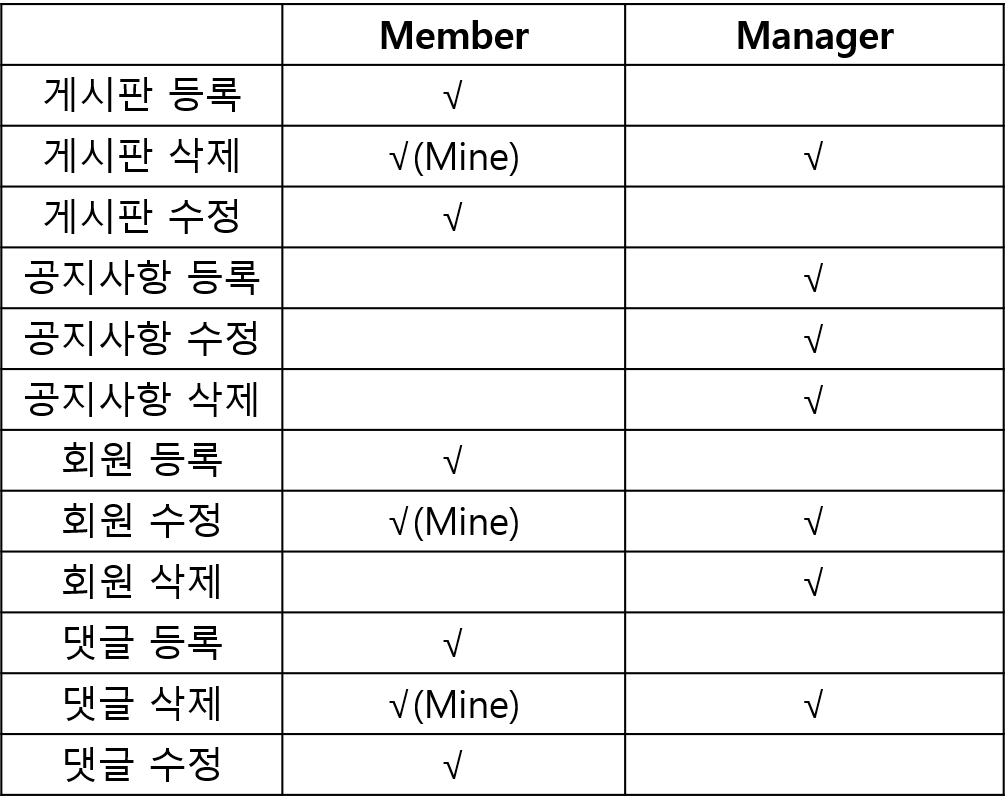 Member Manager
게시판 등록 √
게시판 삭제 √(Mine) √
게시판 수정 √
공지사항 등록 √
공지사항 수정 √
공지사항 삭제 √
회원 등록 √
회원 수정 √(Mine) √
회원 삭제 √
댓글 등록 √
댓글 삭제 √(Mine) √
댓글 수정 √